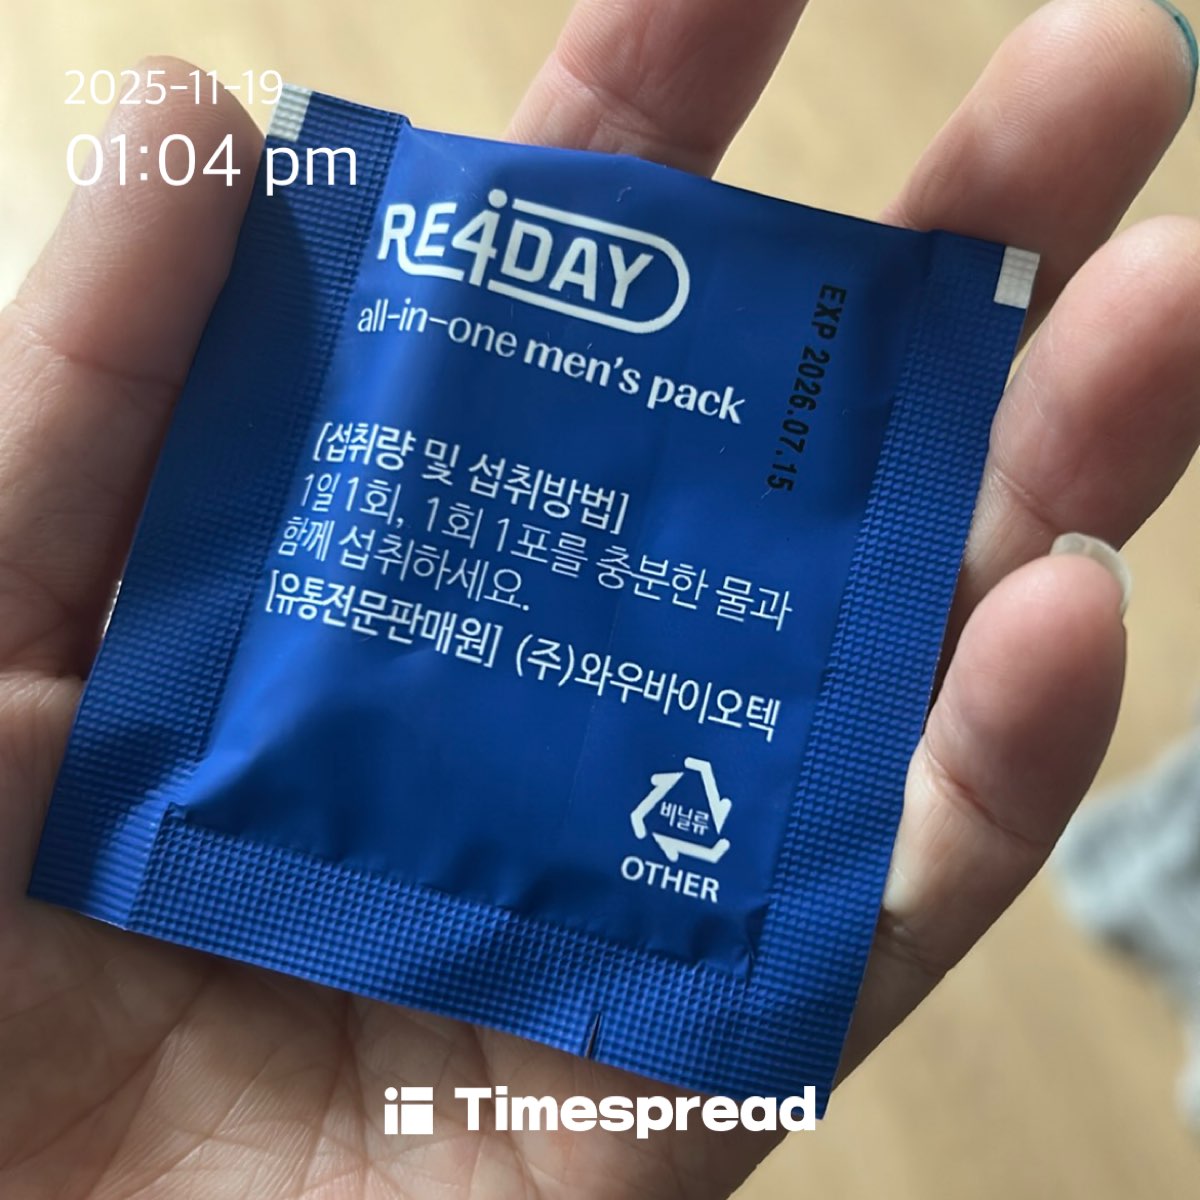 2025-11-19
01:04 pm
RE4DAY
all-in-one men's pack
EXP 2026.07.15
[섭취량 및 섭취방법]
1일 1회, 1회 1포를 충분한 물과
함께 섭취하세요.
[유통전문판매원] (주)와우바이오텍
비닐류
OTHER
Timespread